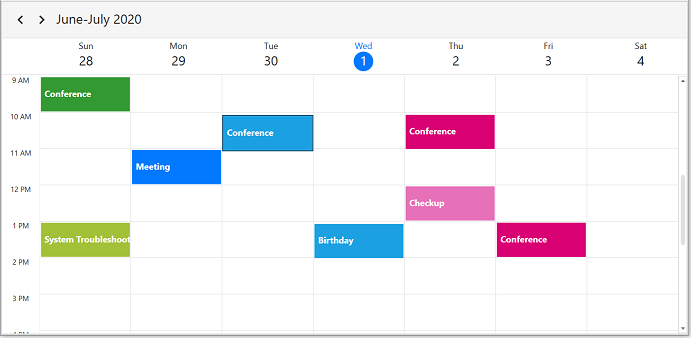 June-July 2020
Sun Mon Tue Wed Thu Fri Sat
28 29 30 1 2 3 4
9 AM
Conference
10 AM
Conference Conference
11 AM
Meeting
12 PM
Checkup
1 PM
System Troubleshoot Birthday Conference
2 PM
3 PM